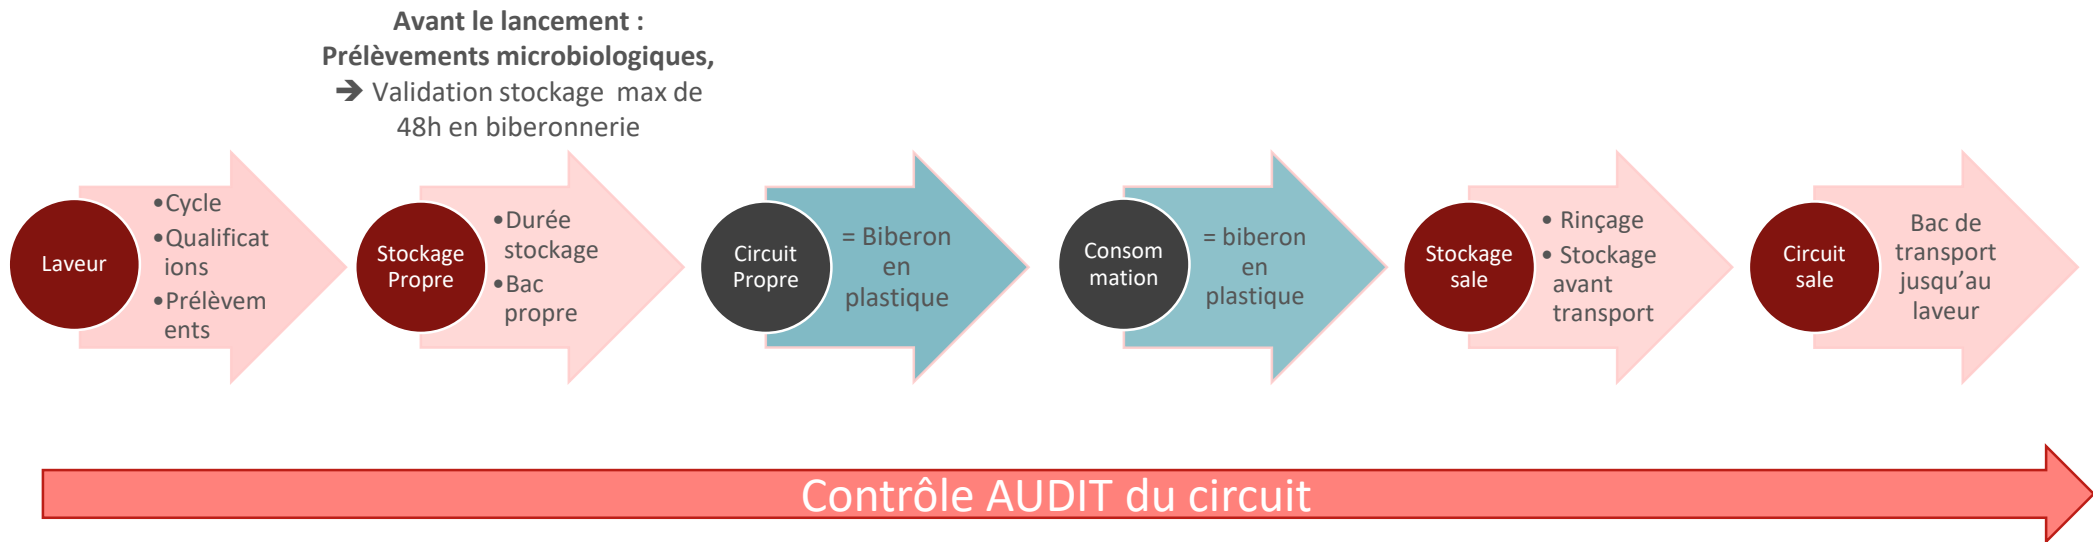 Avant le lancement :
Prélèvements microbiologiques,
➔ Validation stockage max de
48h en biberonnerie
Laveur
•Cycle
•Qualificat
ions
•Prélèvem
ents
Stockage
Propre
•Durée
stockage
•Bac
propre
Circuit
Propre
= Biberon
en
plastique
Consom
mation
= biberon
en
plastique
Stockage
sale
• Rinçage
• Stockage
avant
transport
Circuit
sale
Bac de
transport
jusqu’au
laveur
Contrôle AUDIT du circuit